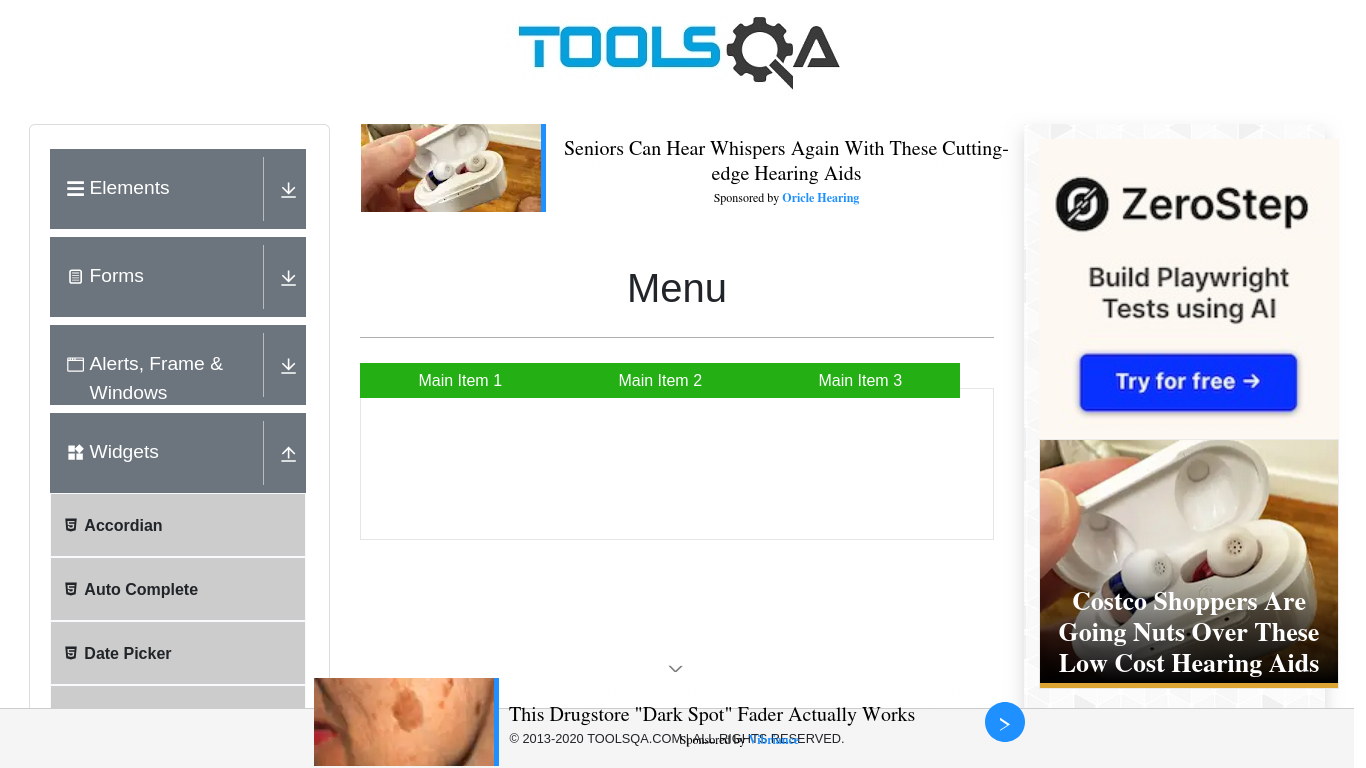 TOOLSQA
Elements
Forms
Alerts, Frame &
Windows
Widgets
Accordian
Auto Complete
Date Picker
Seniors Can Hear Whispers Again With These Cutting-
edge Hearing Aids
Sponsored by Oricle Hearing
Menu
Main Item 1
Main Item 2
Main Item 3
ZeroStep
Build Playwright
Tests using AI
Try for free →
Costco Shoppers Are
Going Nuts Over These
Low Cost Hearing Aids
This Drugstore "Dark Spot" Fader Actually Works
© 2013-2020 TOOLSQA.COM | ALL RIGHTS RESERVED.
Sponsored by